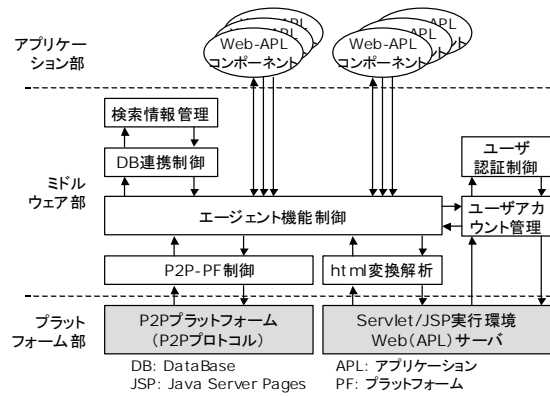 アプリケー
ション部
Web-APL
コンポーネント
Web-APL
コンポーネント
検索情報管理
DB連携制御
ユーザ
認証制御
ミドル
ウェア部
エージェント機能制御
ユーザアカ
ウント管理
P2P-PF制御
html変換解析
プラット
フォーム部
P2Pプラットフォーム
(P2Pプロトコル)
Servlet/JSP実行環境
Web(APL)サーバ
DB: DataBase
APL: アプリケーション
JSP: Java Server Pages
PF: プラットフォーム